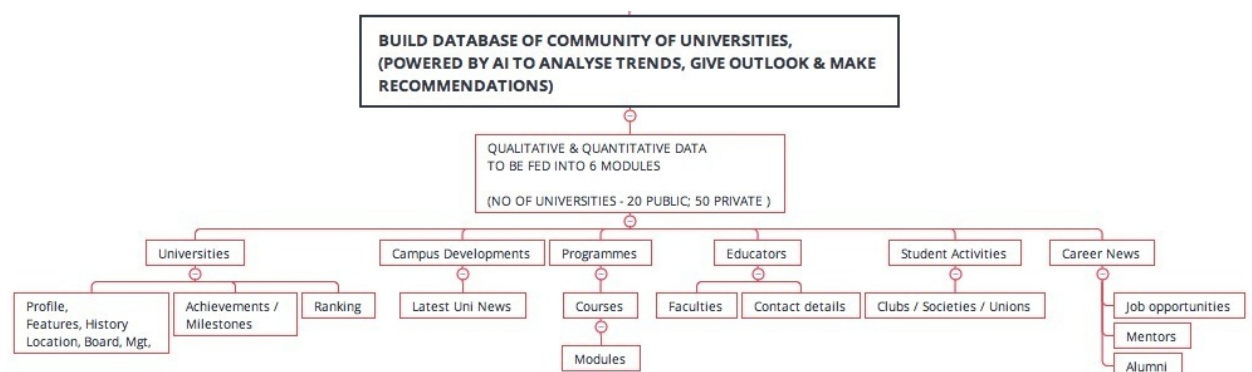 BUILD DATABASE OF COMMUNITY OF UNIVERSITIES,
(POWERED BY AI TO ANALYSE TRENDS, GIVE OUTLOOK & MAKE
RECOMMENDATIONS)
QUALITATIVE & QUANTITATIVE DATA
TO BE FED INTO 6 MODULES
(NO OF UNIVERSITIES - 20 PUBLIC; 50 PRIVATE )
Universities
Campus Developments
Programmes
Educators
Student Activities
Career News
Profile,
Features, History
Location, Board, Mgt,
Achievements /
Milestones
Ranking
Latest Uni News
Courses
Modules
Faculties
Contact details
Clubs / Societies / Unions
Job opportunities
Mentors
Alumni